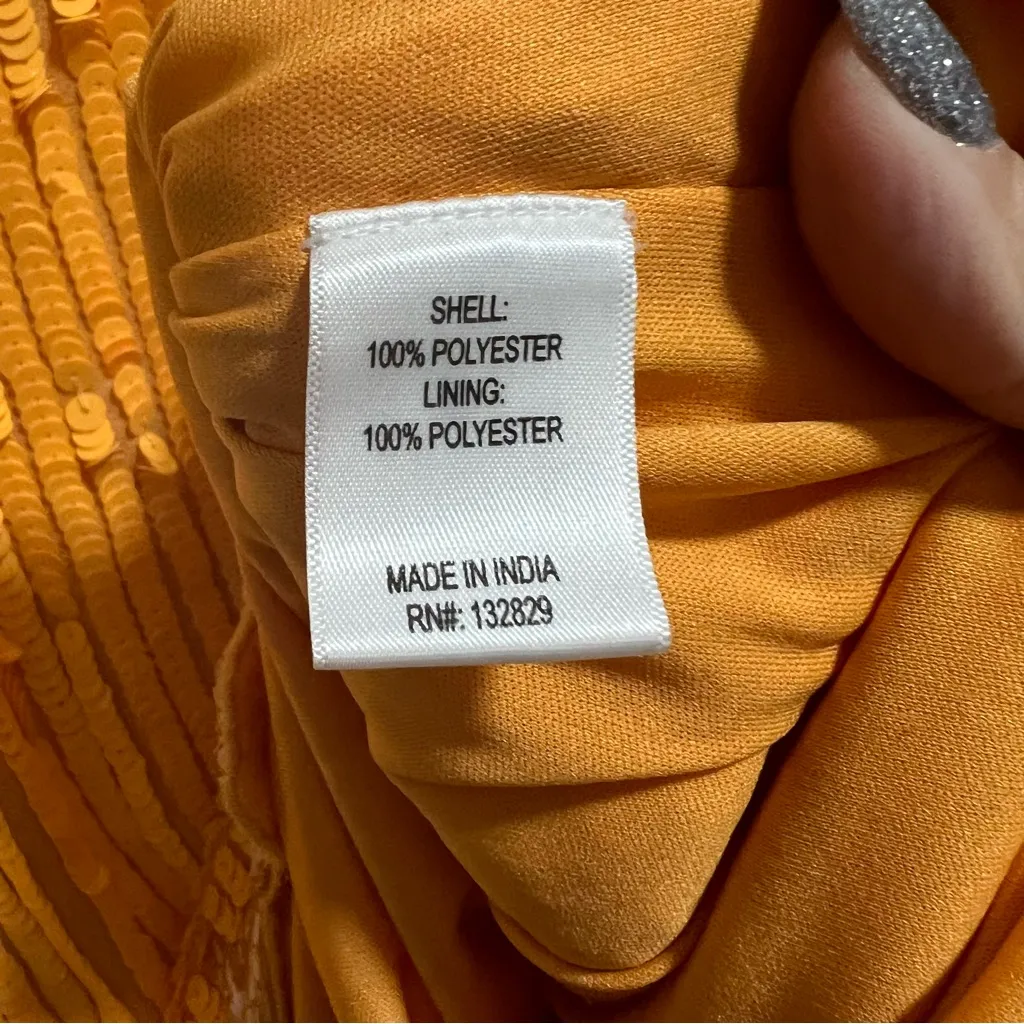 SHELL:
100% POLYESTER
LINING:
100% POLYESTER
MADE IN INDIA
RN#: 132829